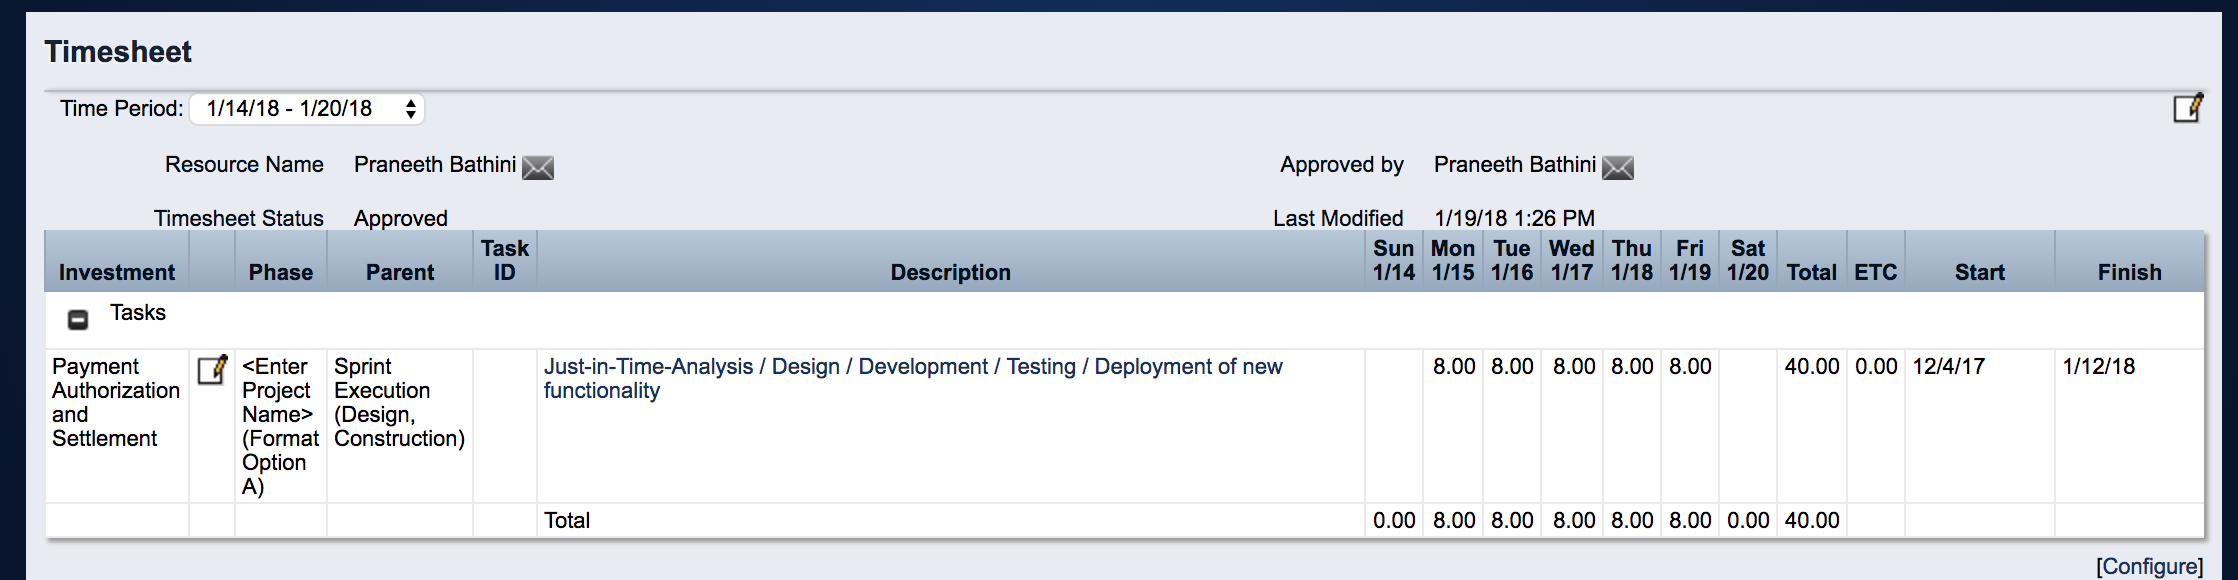 Timesheet
Time Period: 1/14/18 - 1/20/18
Resource Name Praneeth Bathini Approved by Praneeth Bathini
Timesheet Status Approved Last Modified 1/19/18 1:26 PM
Investment Phase Parent Task ID Description Sun 1/14 Mon 1/15 Tue 1/16 Wed 1/17 Thu 1/18 Fri 1/19 Sat 1/20 Total ETC Start Finish
Tasks
Payment <Enter Sprint Just-in-Time-Analysis / Design / Development / Testing / Deployment of new 8.00 8.00 8.00 8.00 8.00 40.00 0.00 12/4/17 1/12/18
Authorization Project Execution functionality
and Name> (Design,
Settlement (Format Construction)
Option
A)
Total 0.00 8.00 8.00 8.00 8.00 8.00 0.00 40.00
[Configure]